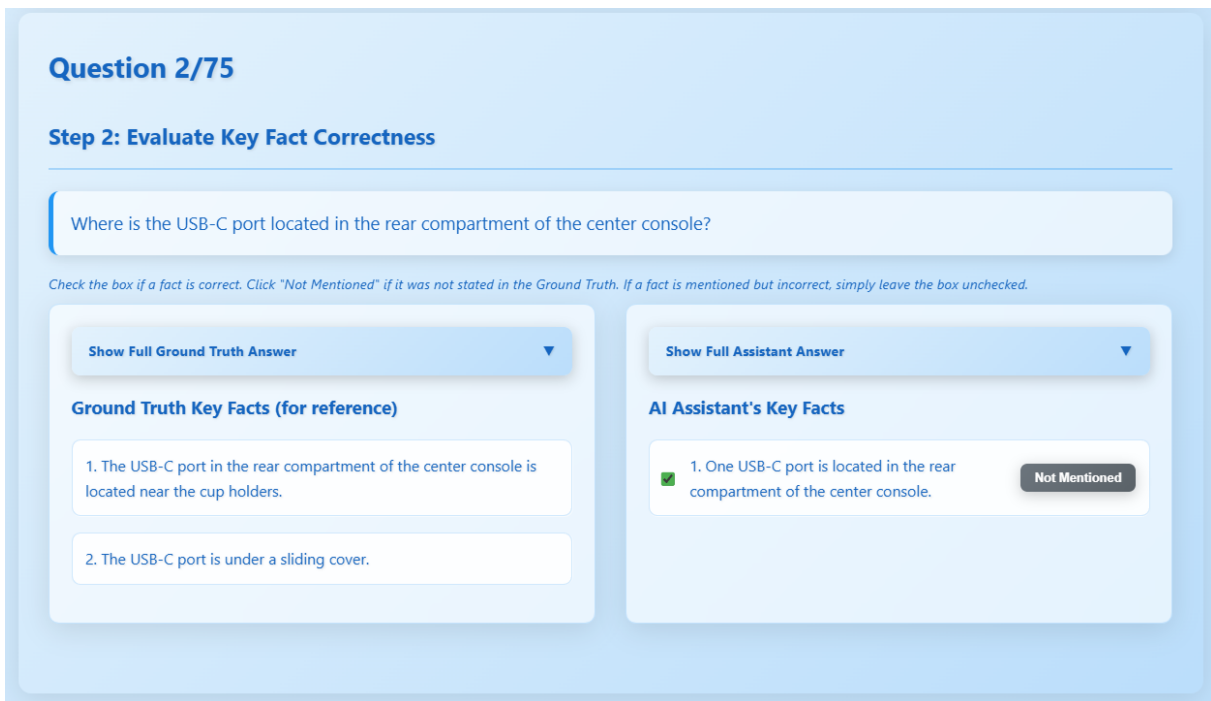 Question 2/75
Step 2: Evaluate Key Fact Correctness
Where is the USB-C port located in the rear compartment of the center console?
Check the box if a fact is correct. Click "Not Mentioned" if it was not stated in the Ground Truth. If a fact is mentioned but incorrect, simply leave the box unchecked.
Show Full Ground Truth Answer ▼
Ground Truth Key Facts (for reference)
1. The USB-C port in the rear compartment of the center console is
located near the cup holders.
2. The USB-C port is under a sliding cover.
Show Full Assistant Answer ▼
AI Assistant's Key Facts
1. One USB-C port is located in the rear
compartment of the center console.
Not Mentioned